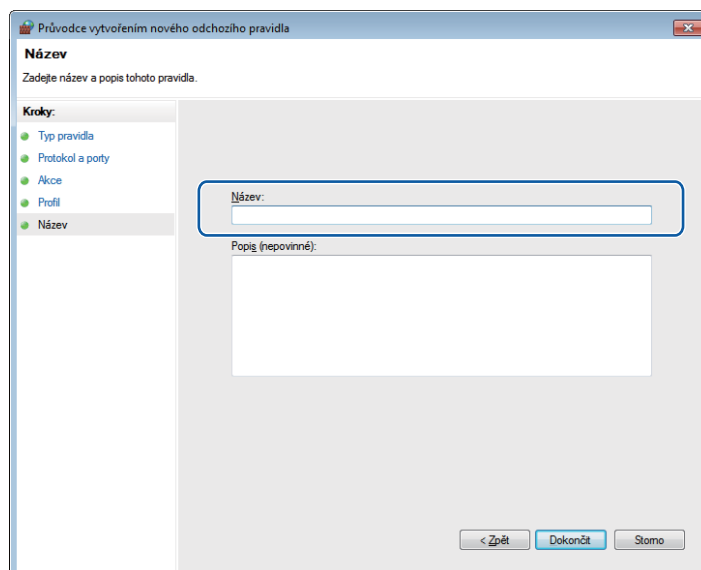 Průvodce vytvořením nového odchozího pravidla
Název
Zadejte název a popis tohoto pravidla.
Kroky:
Typ pravidla
Protokol a porty
Akce
Profil
Název
Název:
Popis (nepovinné):
< Zpět
Dokončit
Storno